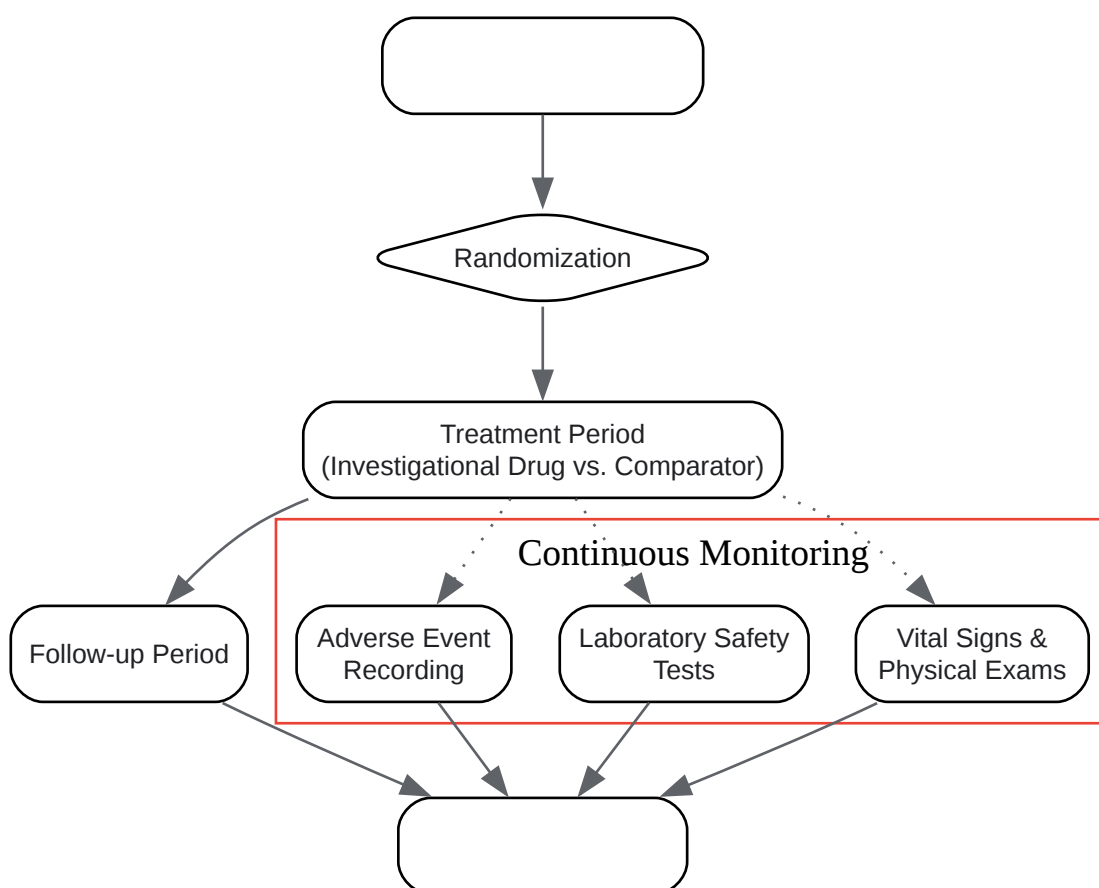 Randomization
Treatment Period
(Investigational Drug vs. Comparator)
Continuous Monitoring
Follow-up Period
Adverse Event
Recording
Laboratory Safety
Tests
Vital Signs &
Physical Exams